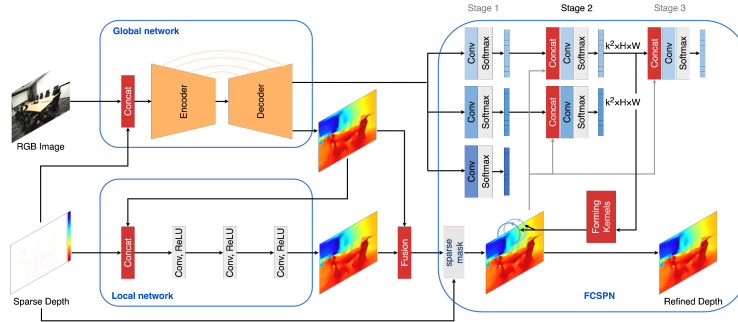 Stage 1
Stage 2
Stage 3
Global network
Concat
Encoder
Decoder
RGB Image
Conv
Softmax
Concat
Conv
Softmax
k²×H×W
Concat
Conv
Softmax
Conv
Softmax
Concat
Conv
Softmax
k²×H×W
Conv
Softmax
Concat
Conv, ReLU
Conv, ReLU
Conv, ReLU
Fusion
sparse
mask
Forming
Kernels
Sparse Depth
Local network
FCSPN
Refined Depth